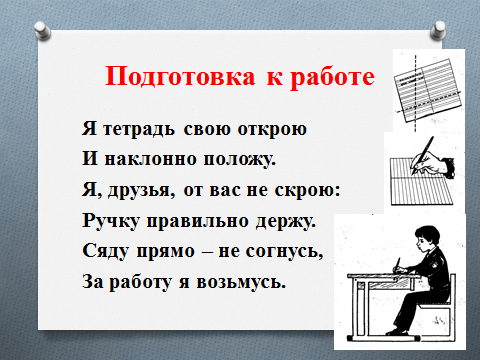 Подготовка к работе
Я тетрадь свою открою
И наклонно положу.
Я, друзья, от вас не скрою:
Ручку правильно держу.
Сяду прямо – не согнусь,
За работу я возьмусь.